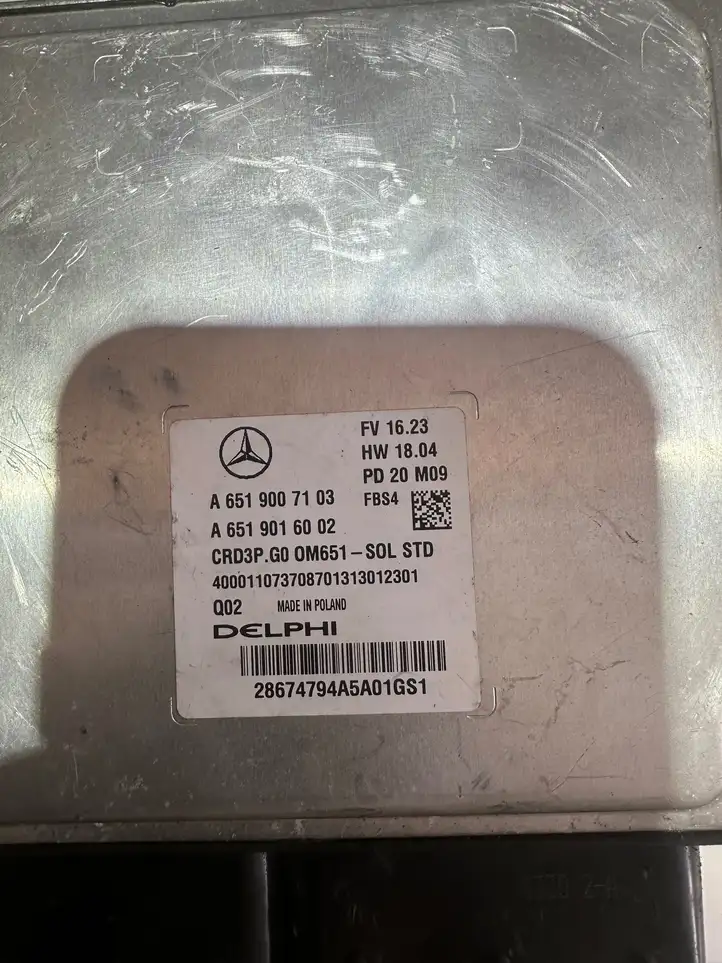 FV 16.23
HW 18.04
PD 20 M09
A 651 900 71 03 FBS4
A 651 901 60 02
CRD3P.G0 OM651-SOL STD
400011073708701313012301
Q02 MADE IN POLAND
DELPHI
28674794A5A01GS1